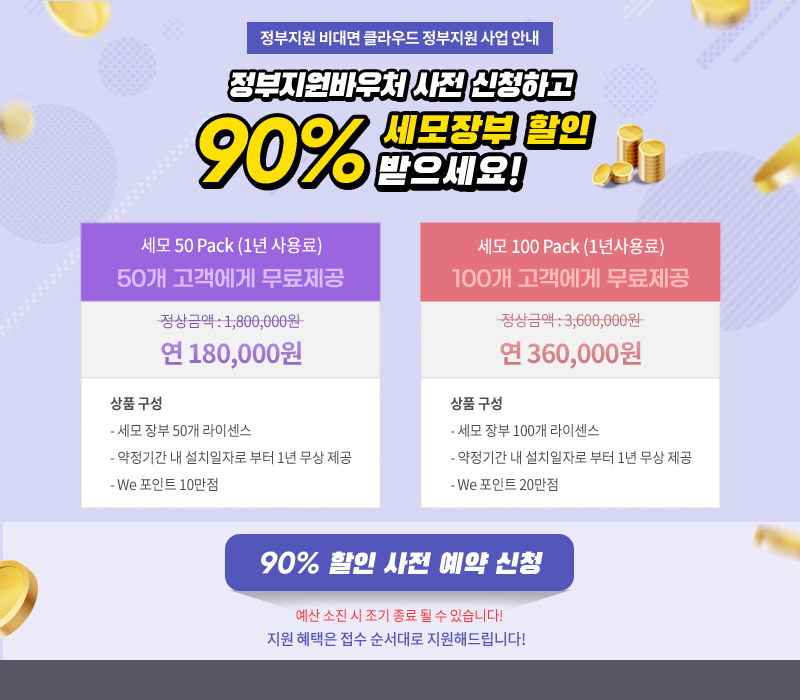 정부지원 비대면 클라우드 정부지원 사업 안내
정부지원바우처 사전 신청하고
90% 세모장부 할인
받으세요!
세모 50 Pack (1년 사용료)
50개 고객에게 무료제공
정상금액 : 1,800,000원
연 180,000원
상품 구성
- 세모 장부 50개 라이센스
- 약정기간 내 설치일자로 부터 1년 무상 제공
- We 포인트 10만점
세모 100 Pack (1년사용료)
100개 고객에게 무료제공
정상금액 : 3,600,000원
연 360,000원
상품 구성
- 세모 장부 100개 라이센스
- 약정기간 내 설치일자로 부터 1년 무상 제공
- We 포인트 20만점
90% 할인 사전 예약 신청
예산 소진 시 조기 종료 될 수 있습니다!
지원 혜택은 접수 순서대로 지원해드립니다!